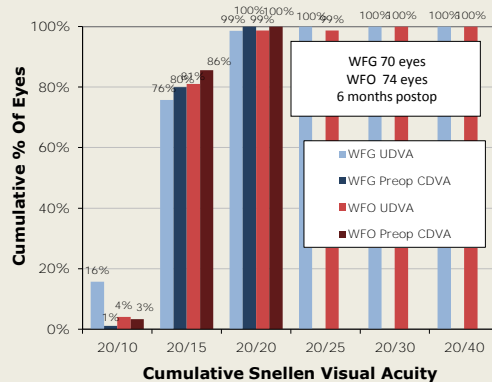 99% 100% 99% 100% 100% 99% 100% 100% 100% 100%
100%
76% 80% 81% 86%
WFG 70 eyes
WFO 74 eyes
6 months postop
80%
WFG UDVA
WFG Preop CDVA
WFO UDVA
WFO Preop CDVA
60%
40%
20%
16% 1% 4% 3%
0%
20/10 20/15 20/20 20/25 20/30 20/40
Cumulative % Of Eyes
Cumulative Snellen Visual Acuity